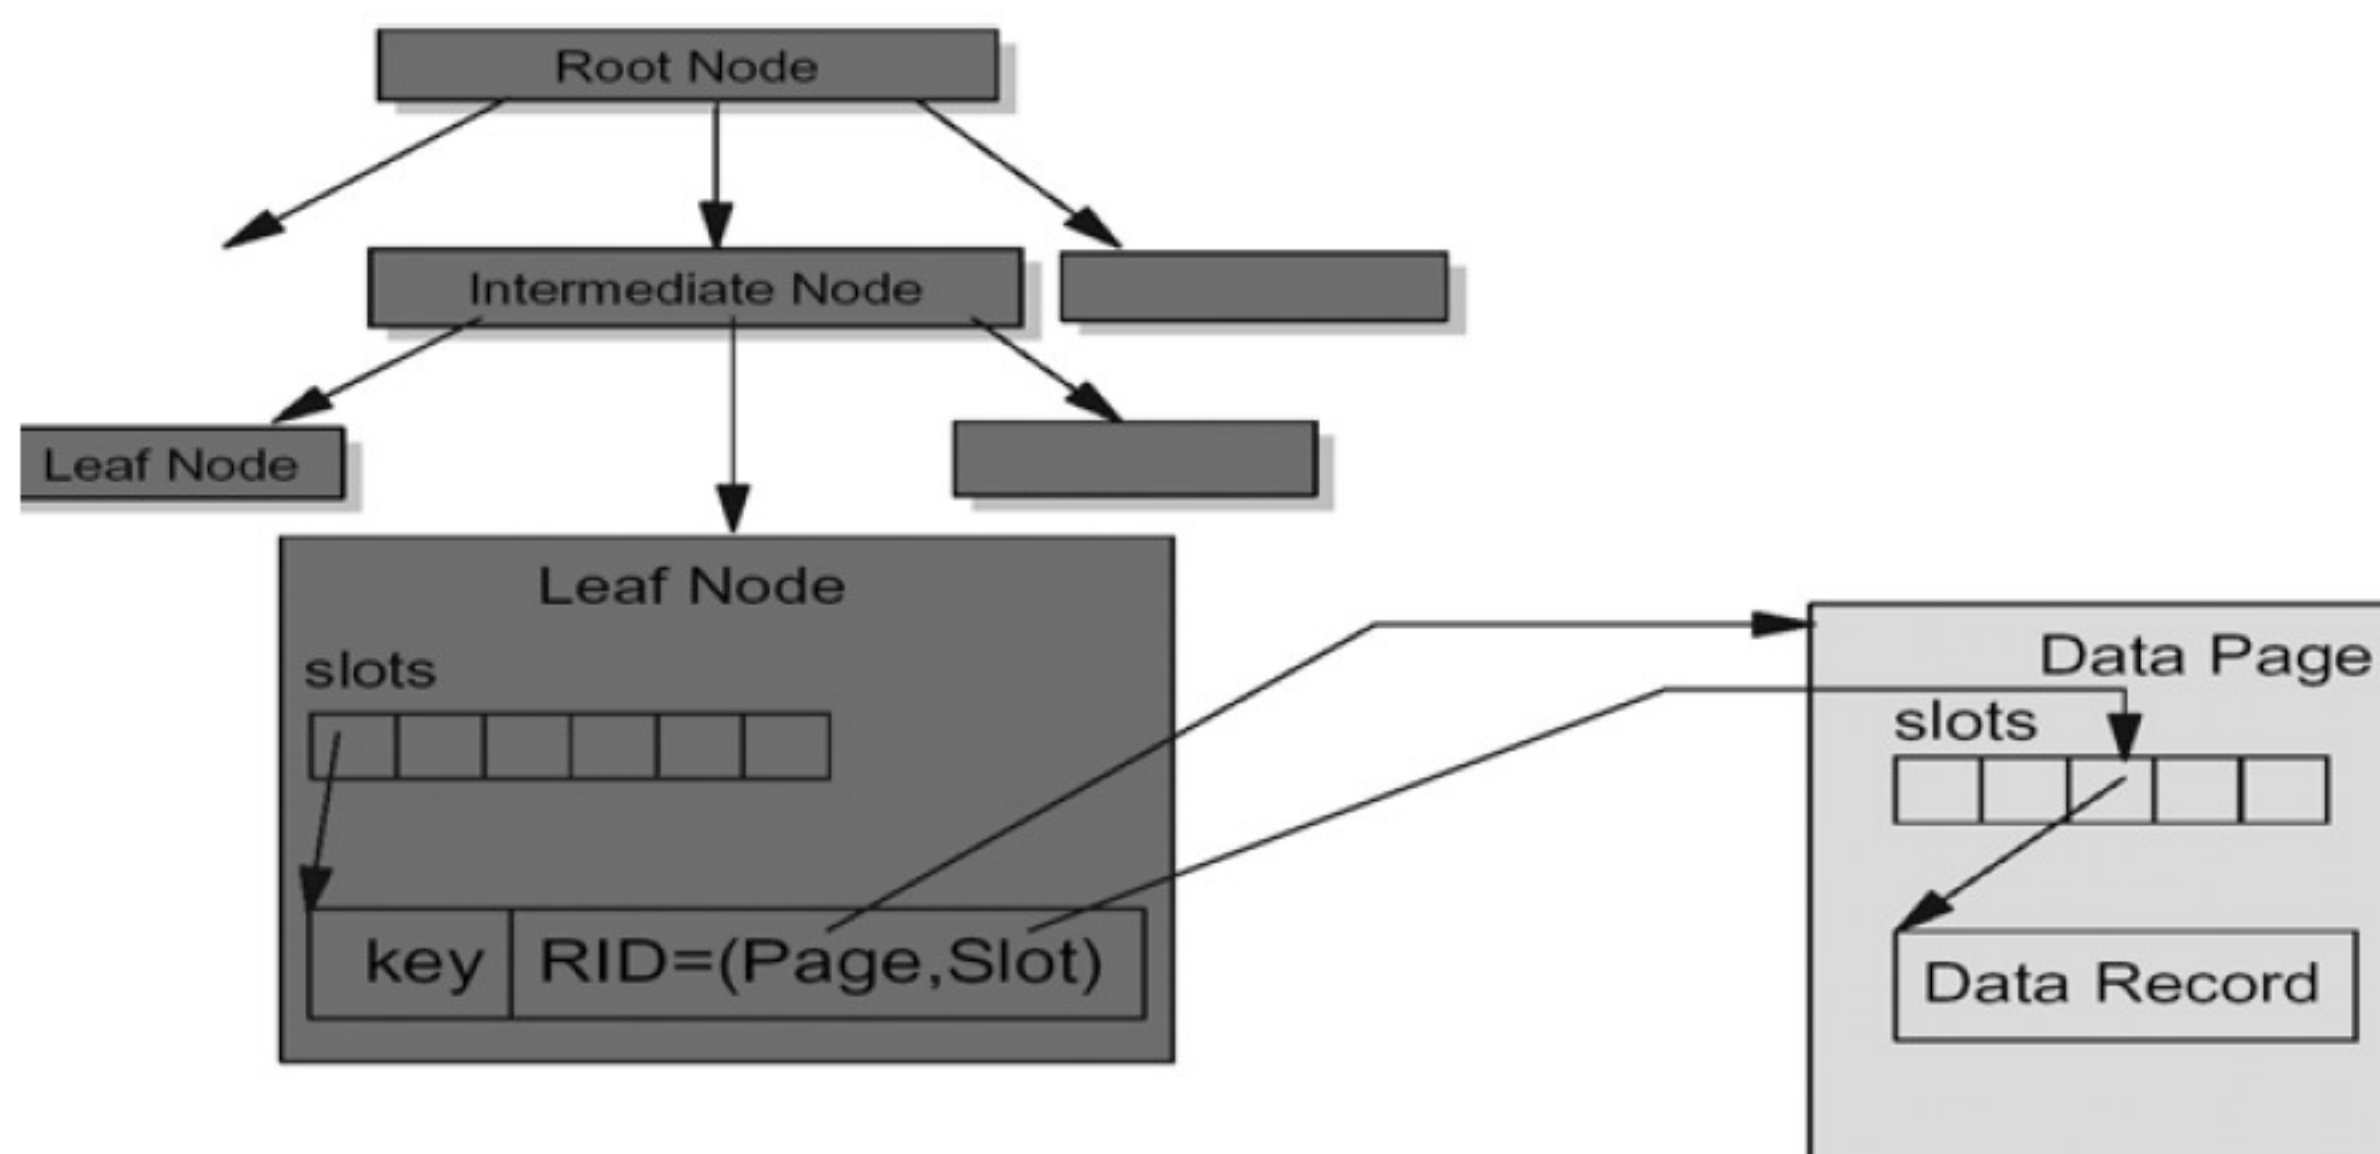 Root Node
Intermediate Node
Leaf Node
Leaf Node
slots
key RID=(Page,Slot)
Data Page
slots
Data Record